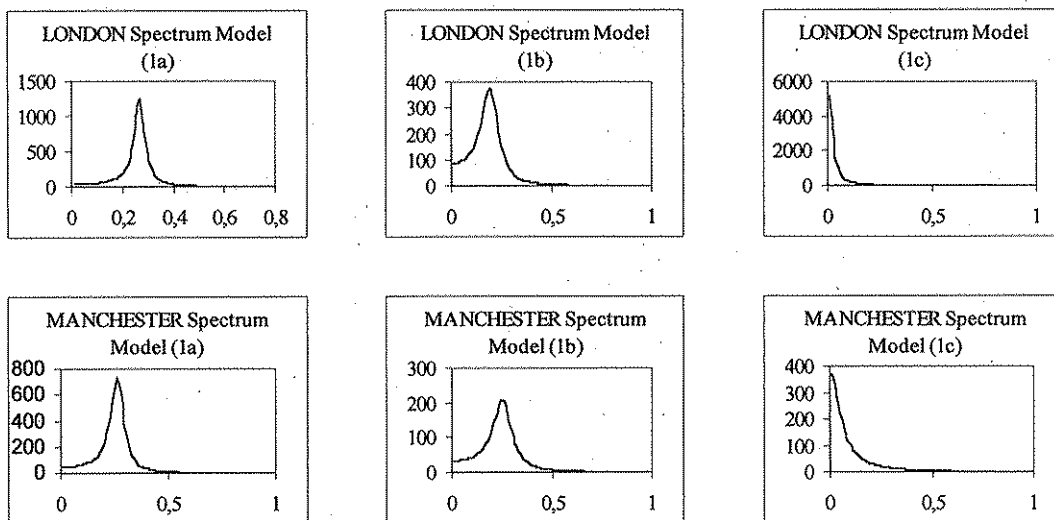 LONDON Spectrum Model
(1a)
1500
1000
500
0
0 0,2 0,4 0,6 0,8
LONDON Spectrum Model
(1b)
400
300
200
100
0
0 0,5 1
LONDON Spectrum Model
(1c)
6000
4000
2000
0
0 0,5 1
MANCHESTER Spectrum
Model (1a)
800
600
400
200
0
0 0,5 1
MANCHESTER Spectrum
Model (1b)
300
200
100
0
0 0,5 1
MANCHESTER Spectrum
Model (1c)
400
300
200
100
0
0 0,5 1